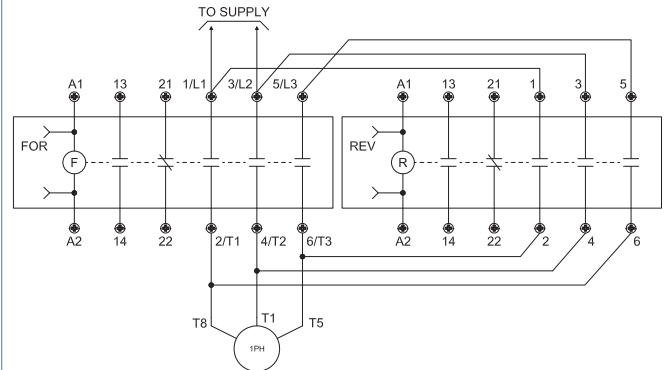 TO SUPPLY
A1 13 21 1/L1 3/L2 5/L3 A1 13 21 1 3 5
FOR REV
F R
A2 14 22 2/T1 4/T2 6/T3 A2 14 22 2 4 6
T8 T1 T5
1PH